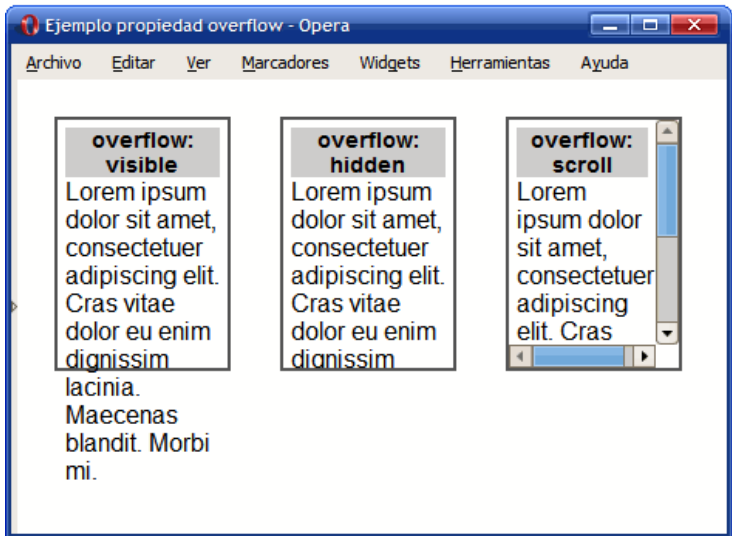 Ejemplo propiedad overflow - Opera
Archivo Editar Ver Marcadores Widgets Herramientas Ayuda
overflow:
visible
Lorem ipsum
dolor sit amet,
consectetuer
adipiscing elit.
Cras vitae
dolor eu enim
dignissim
lacinia.
Maecenas
blandit. Morbi
mi.
overflow:
hidden
Lorem ipsum
dolor sit amet,
consectetuer
adipiscing elit.
Cras vitae
dolor eu enim
dignissim
overflow:
scroll
Lorem
ipsum dolor
sit amet,
consectetuer
adipiscing
elit. Cras